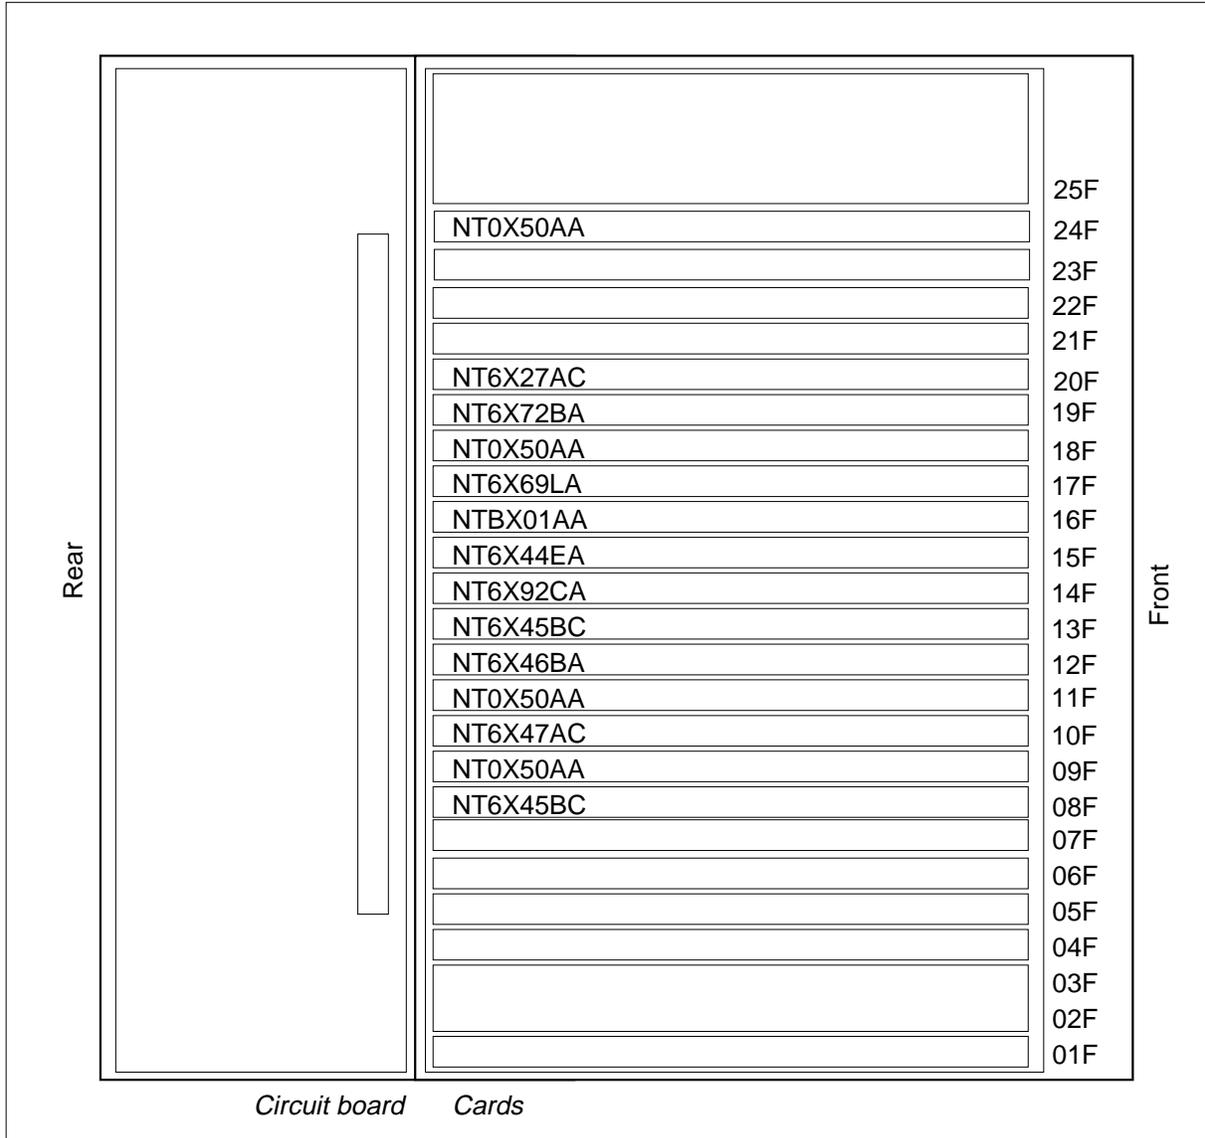 25F
NT0X50AA 24F
23F
22F
21F
NT6X27AC 20F
NT6X72BA 19F
NT0X50AA 18F
NT6X69LA 17F
NTBX01AA 16F
NT6X44EA 15F
NT6X92CA 14F
NT6X45BC 13F
NT6X46BA 12F
NT0X50AA 11F
NT6X47AC 10F
NT0X50AA 09F
NT6X45BC 08F
07F
06F
05F
04F
03F
02F
01F
Rear
Front
Circuit board Cards